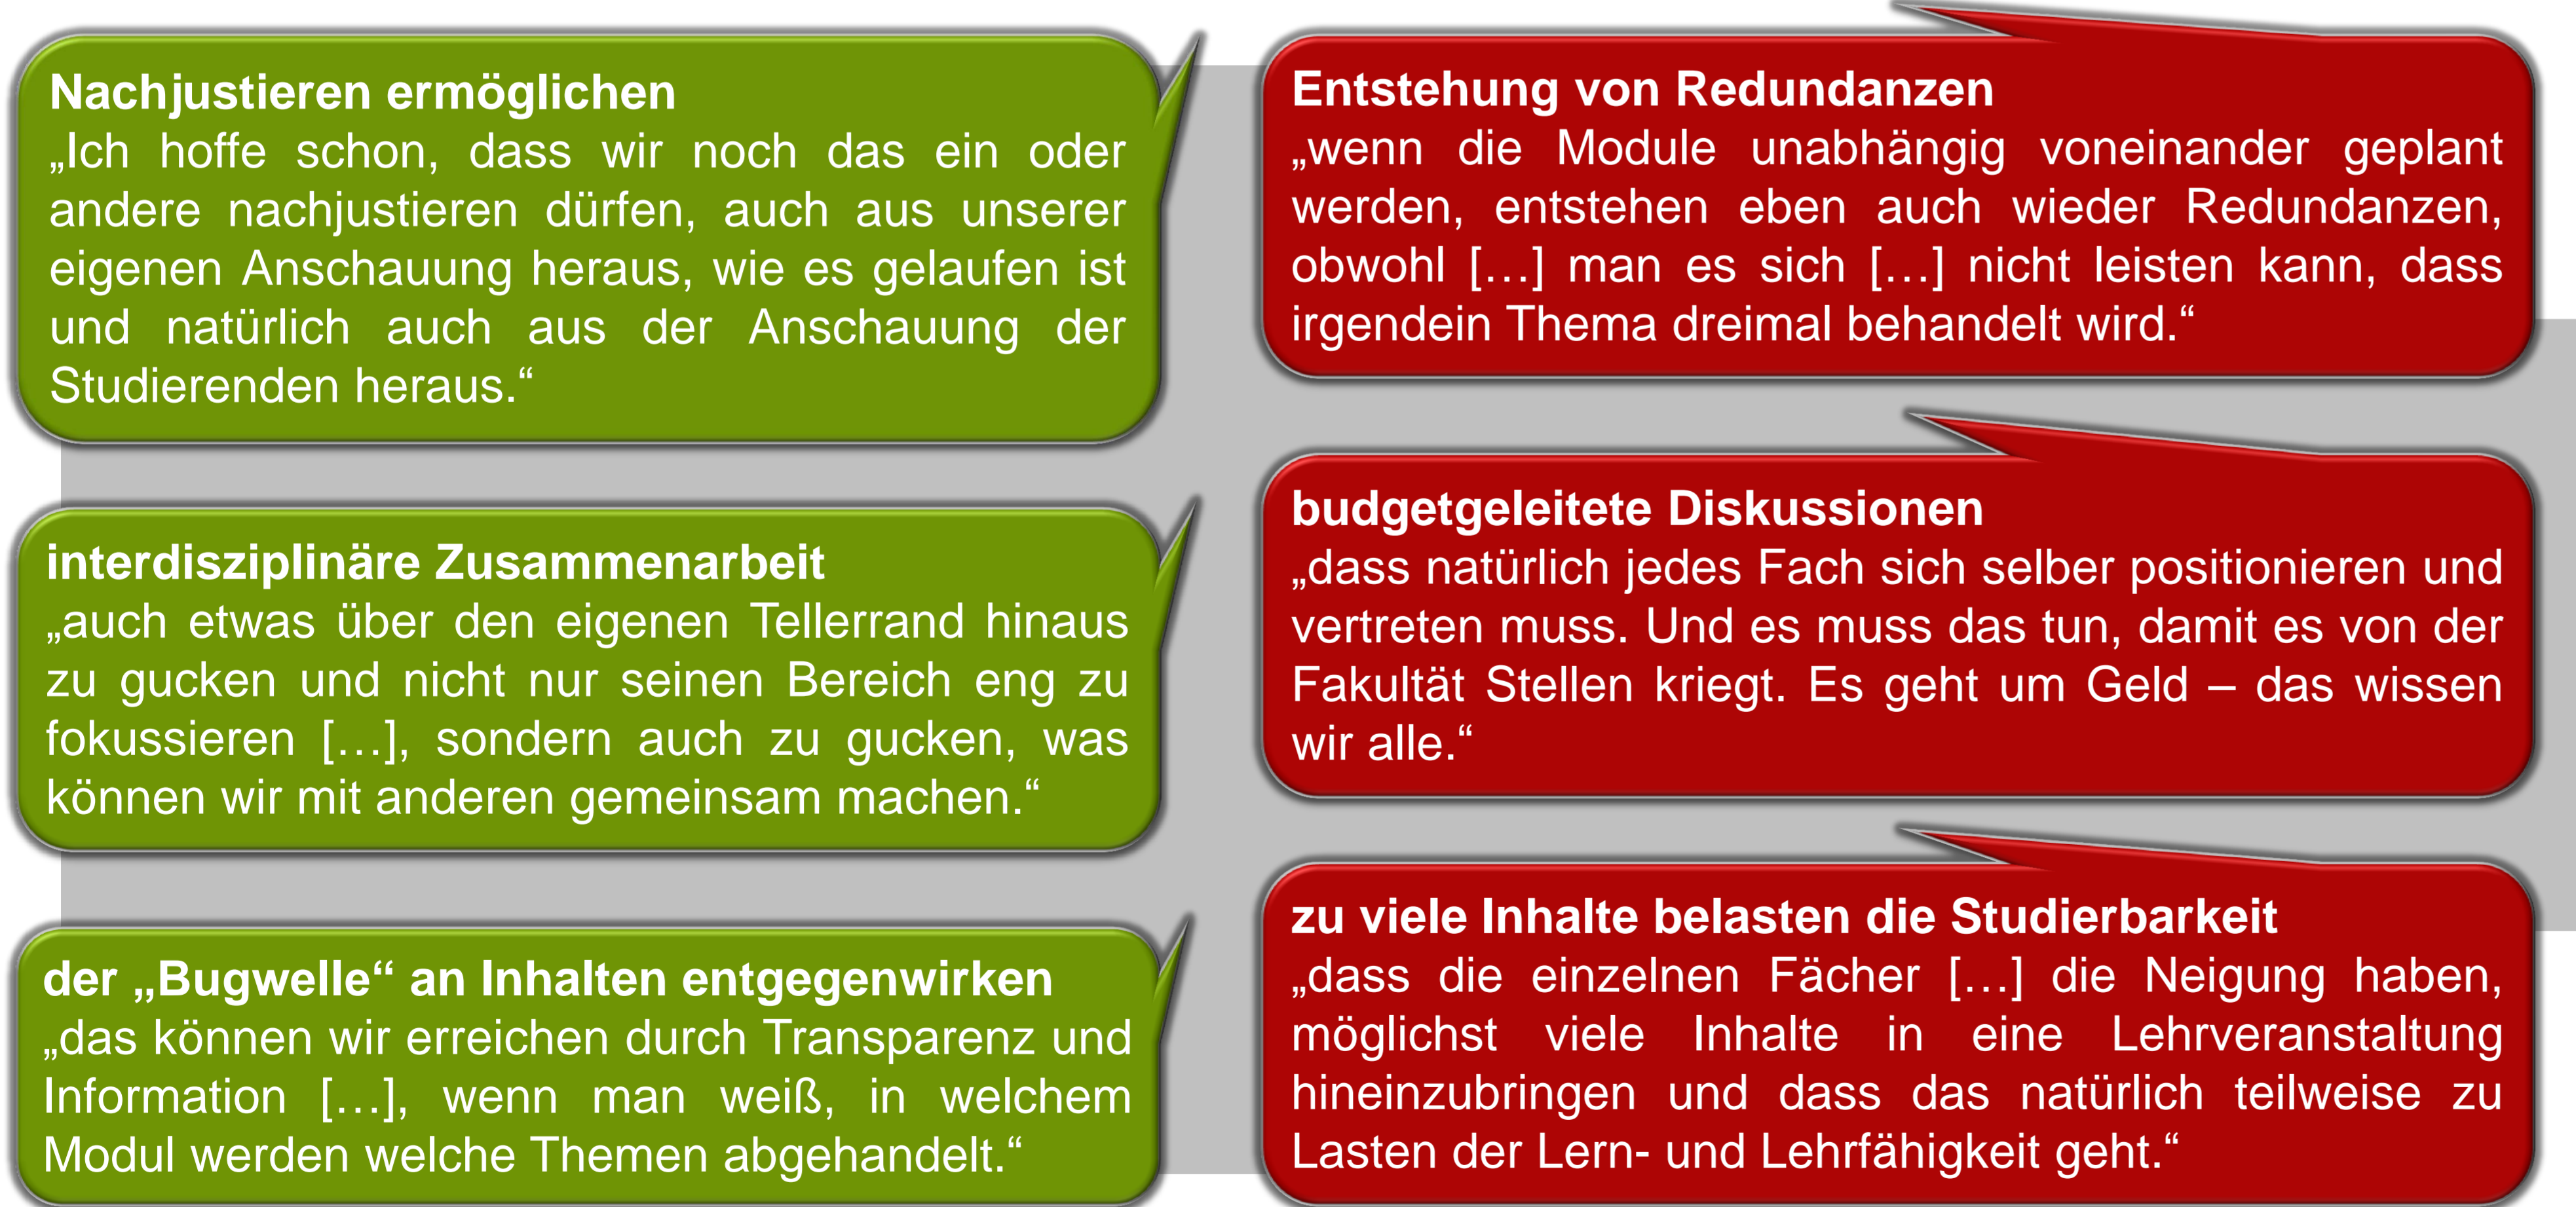 Nachjustieren ermöglichen
„Ich hoffe schon, dass wir noch das ein oder
andere nachjustieren dürfen, auch aus unserer
eigenen Anschauung heraus, wie es gelaufen ist
und natürlich auch aus der Anschauung der
Studierenden heraus.“
interdisziplinäre Zusammenarbeit
„auch etwas über den eigenen Tellerrand hinaus
zu gucken und nicht nur seinen Bereich eng zu
fokussieren […], sondern auch zu gucken, was
können wir mit anderen gemeinsam machen.“
der „Bugwelle“ an Inhalten entgegenwirken
„das können wir erreichen durch Transparenz und
Information […], wenn man weiß, in welchem
Modul werden welche Themen abgehandelt.“
Entstehung von Redundanzen
„wenn die Module unabhängig voneinander geplant
werden, entstehen eben auch wieder Redundanzen,
obwohl […] man es sich […] nicht leisten kann, dass
irgendein Thema dreimal behandelt wird.“
budgetgeleitete Diskussionen
„dass natürlich jedes Fach sich selber positionieren und
vertreten muss. Und es muss das tun, damit es von der
Fakultät Stellen kriegt. Es geht um Geld – das wissen
wir alle.“
zu viele Inhalte belasten die Studierbarkeit
„dass die einzelnen Fächer […] die Neigung haben,
möglichst viele Inhalte in eine Lehrveranstaltung
hineinzubringen und dass das natürlich teilweise zu
Lasten der Lern- und Lehrfähigkeit geht.“